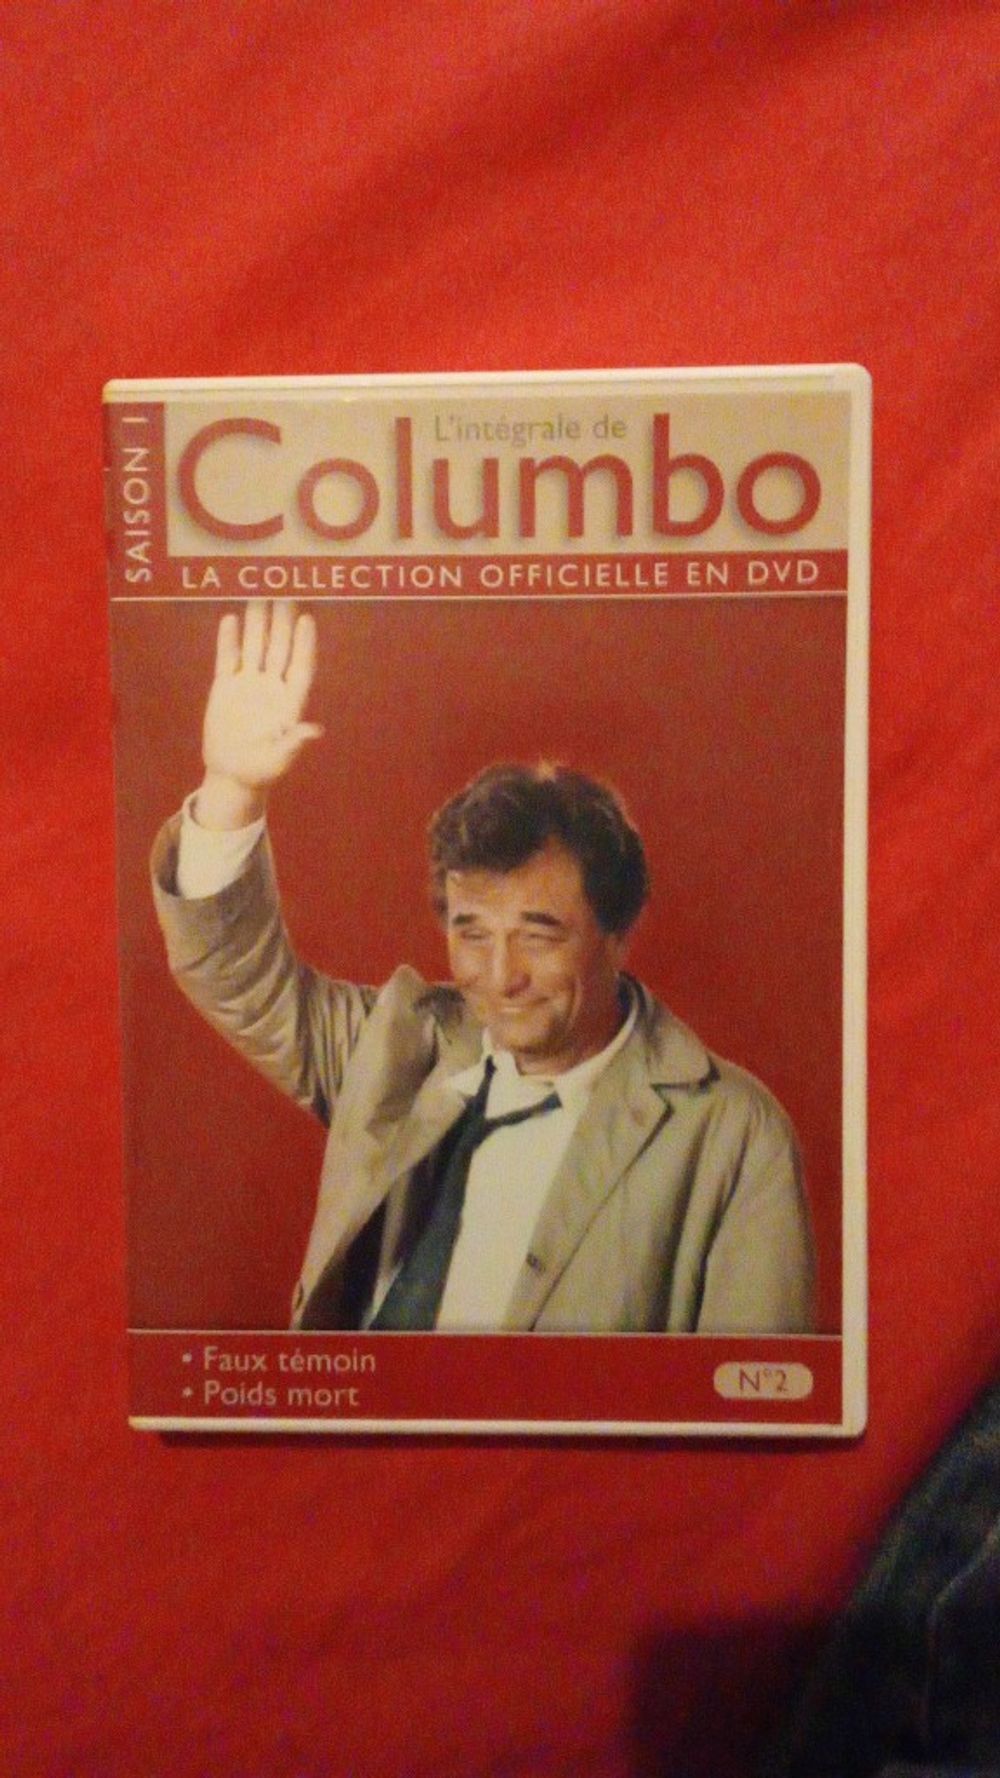 SAISON 1
L'intégrale de
Columbo
LA COLLECTION OFFICIELLE EN DVD
• Faux témoin
• Poids mort
N°2